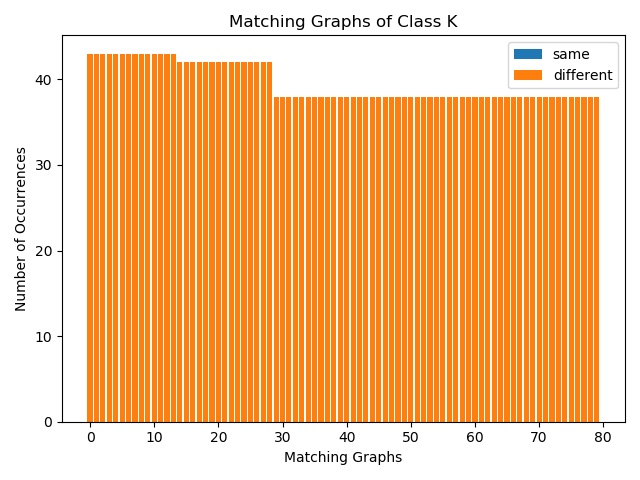 Matching Graphs of Class K
same
different
Number of Occurrences
40
30
20
10
0
0 10 20 30 40 50 60 70 80
Matching Graphs